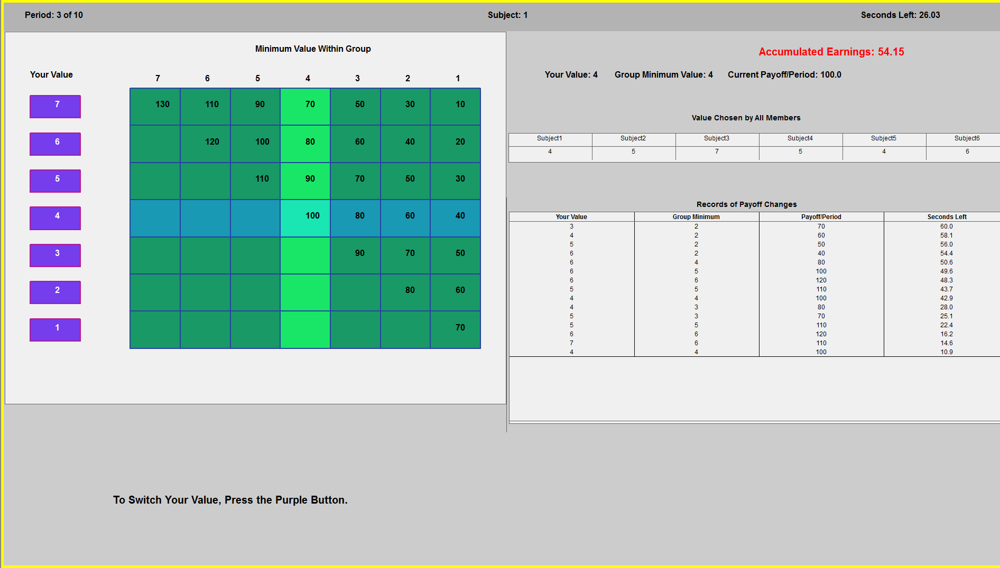 Period: 3 of 10 Subject: 1 Seconds Left: 26.03
Minimum Value Within Group
Your Value
7 6 5 4 3 2 1
7 130 110 90 70 50 30 10
6 120 100 80 60 40 20
5 110 90 70 50 30
4 100 80 60 40
3 90 70 50
2 80 60
1 70
To Switch Your Value, Press the Purple Button.
Accumulated Earnings: 54.15
Your Value: 4 Group Minimum Value: 4 Current Payoff/Period: 100.0
Value Chosen by All Members
Subject1 Subject2 Subject3 Subject4 Subject5 Subject6
4 5 7 5 4 6
Records of Payoff Changes
Your Value Group Minimum Payoff/Period Seconds Left
3 2 70 60.0
4 2 60 58.1
5 2 50 56.0
6 2 40 54.4
6 4 80 50.6
6 5 100 49.6
6 6 120 48.3
5 5 110 43.7
4 4 100 42.9
4 3 80 28.0
5 3 70 25.1
5 5 110 22.4
6 6 120 16.2
7 6 110 14.6
4 4 100 10.9